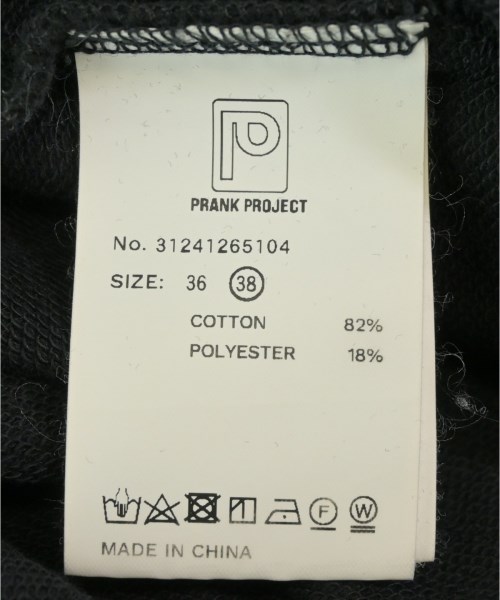 P
PRANK PROJECT
No. 31241265104
SIZE: 36 38
COTTON 82%
POLYESTER 18%
F W
MADE IN CHINA